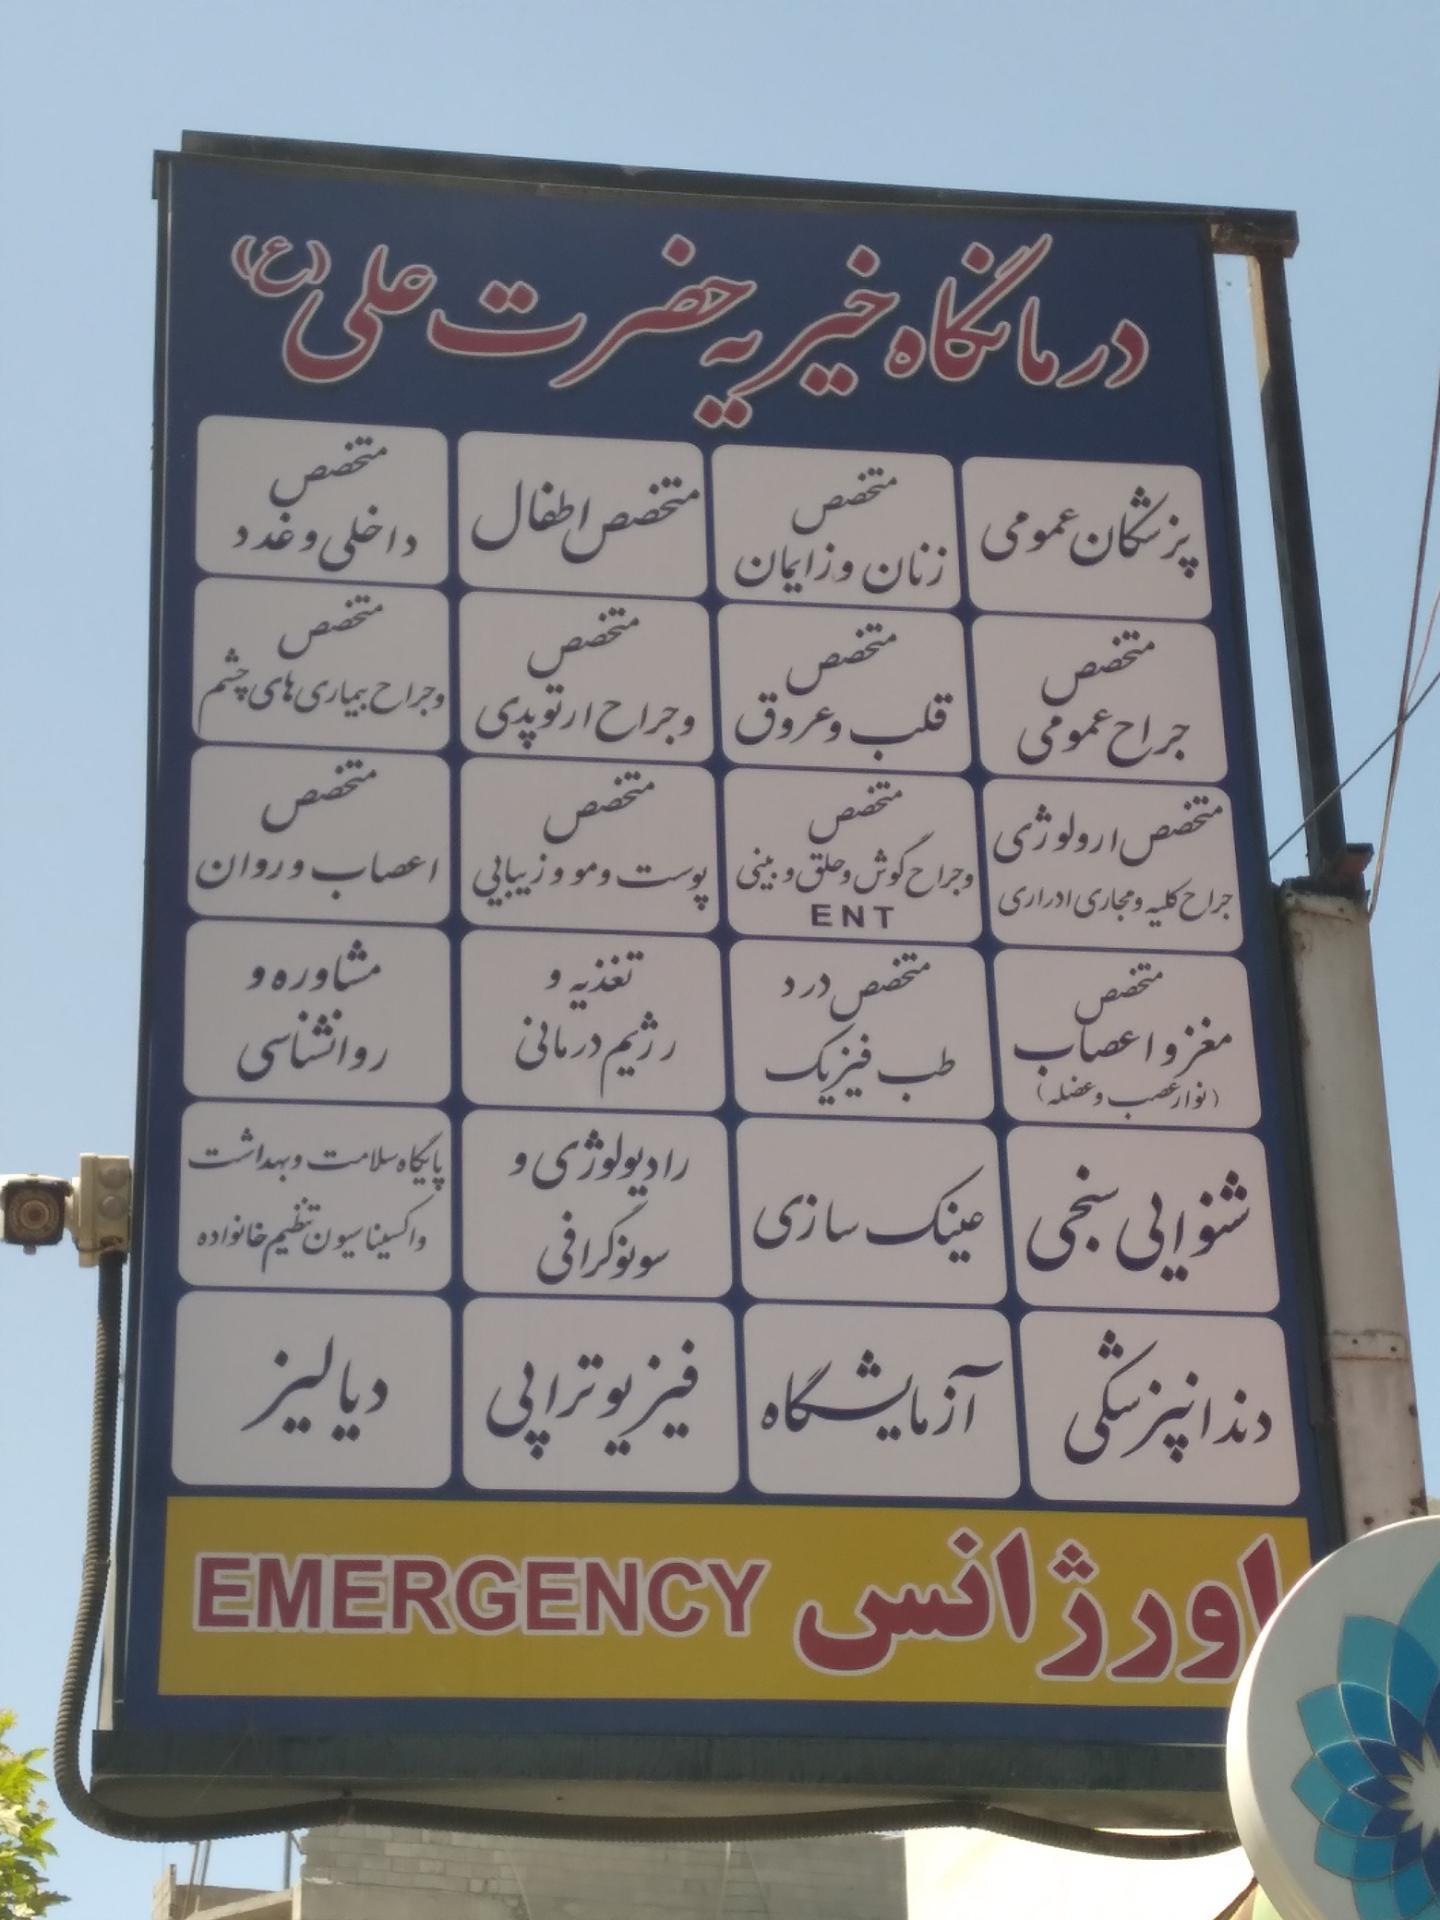 درمانگاه خیریه حضرت علی (ع)
پزشکان عمومی
متخصص
زنان و زایمان
متخصص اطفال
متخصص
داخلی و غدد
متخصص
جراح عمومی
متخصص
قلب و عروق
متخصص
و جراح ارتوپدی
متخصص
و جراح بیماری های چشم
متخصص ارولوژی
جراح کلیه و مجاری ادراری
متخصص
و جراح گوش و حلق و بینی
ENT
متخصص
پوست و مو و زیبایی
متخصص
اعصاب و روان
متخصص
مغز و اعصاب
(نوار عصب و عضله)
متخصص درد
طب فیزیک
تغذیه و
رژیم درمانی
مشاوره و
روانشناسی
شنوایی سنجی
عینک سازی
رادیولوژی و
سونوگرافی
پایگاه سلامت و بهداشت
واکسیناسیون تنظیم خانواده
دندانپزشکی
آزمایشگاه
فیزیوتراپی
دیالیز
اورژانس EMERGENCY